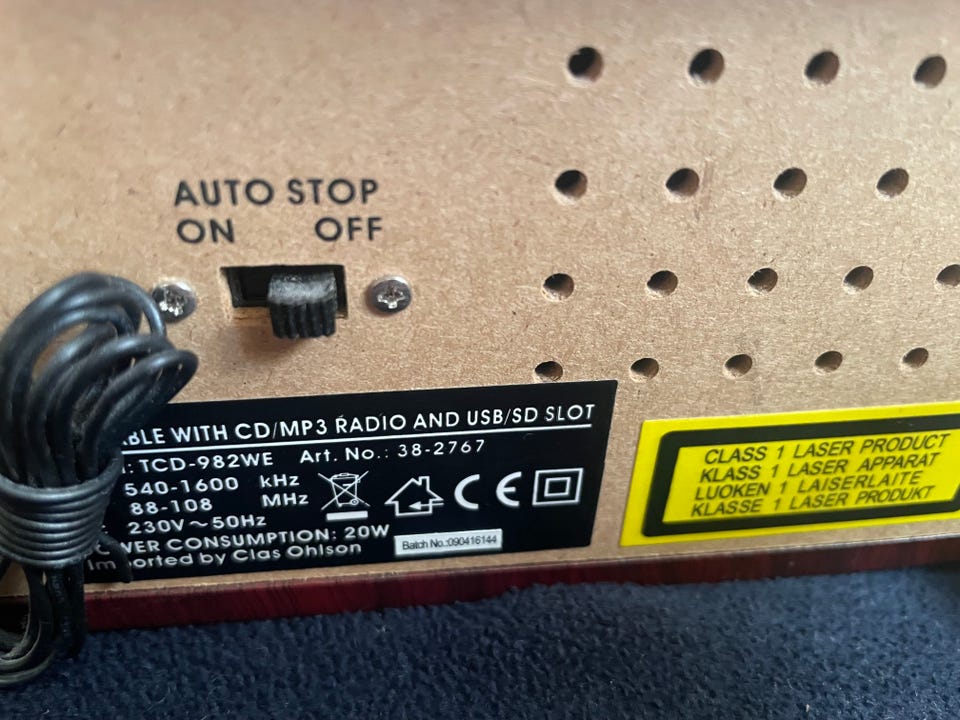 AUTO STOP
ON OFF
WITH CD/MP3 RADIO AND USB/SD SLOT
TCD-982WE Art. No.: 38-2767
540-1600 kHz
88-108 MHz
230V~50Hz
CONSUMPTION: 20W
Imported by Clas Ohlson
Batch No.:090416144
CE
CLASS 1 LASER PRODUCT
KLASS 1 LASER APPARAT
LUOKEN 1 LAISERLAITE
KLASSE 1 LASER PRODUKT